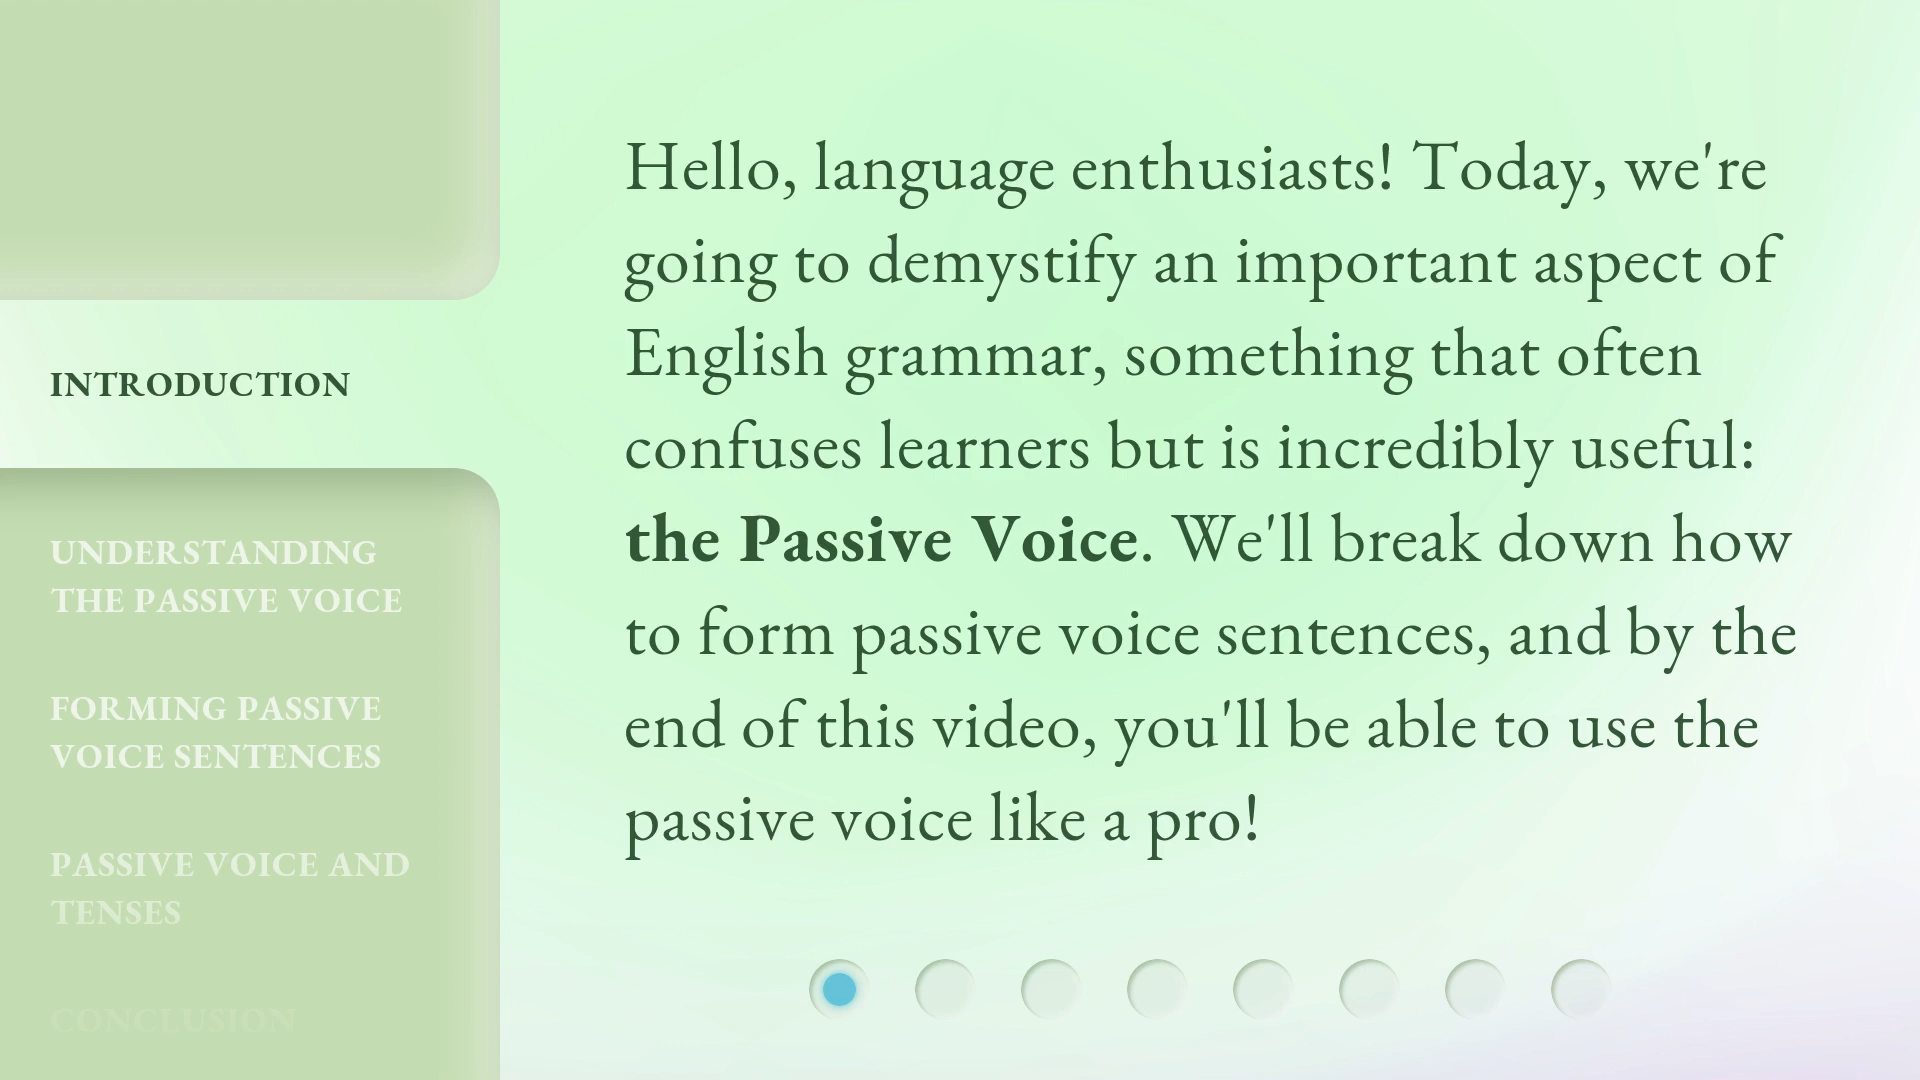 INTRODUCTION
UNDERSTANDING
THE PASSIVE VOICE
FORMING PASSIVE
VOICE SENTENCES
PASSIVE VOICE AND
TENSES
CONCLUSION
Hello, language enthusiasts! Today, we're
going to demystify an important aspect of
English grammar, something that often
confuses learners but is incredibly useful:
the Passive Voice. We'll break down how
to form passive voice sentences, and by the
end of this video, you'll be able to use the
passive voice like a pro!